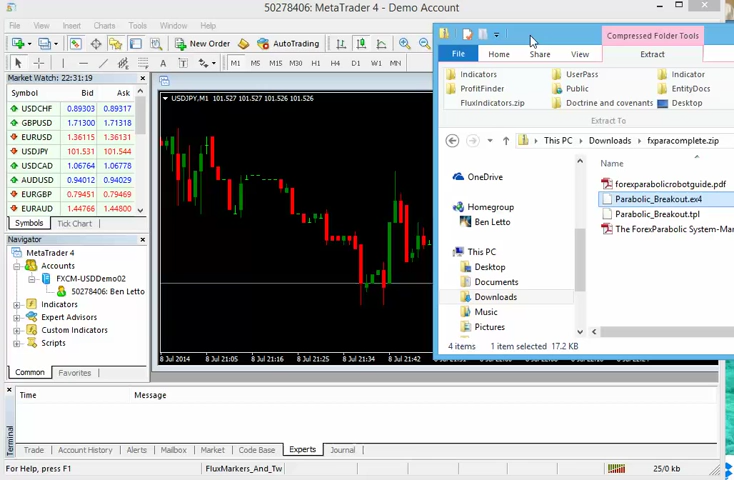 50278406: MetaTrader 4 - Demo Account
File View Insert Charts Tools Window Help
New Order AutoTrading
M1 M5 M15 M30 H1 H4
Market Watch: 22:31:19
Symbol Bid Ask
USDCHF 0.89303 0.89317
GBPUSD 1.71300 1.71318
EURUSD 1.36115 1.36131
USDJPY 101.531 101.544
USDCAD 1.06764 1.06778
AUDUSD 0.94012 0.94029
EURGBP 0.79451 0.79469
EURAUD 1.44766 1.44800
Symbols Tick Chart
Navigator
MetaTrader 4
Accounts
FXCM-USDDemo02
50278406: Ben Letto
Indicators
Expert Advisors
Custom Indicators
Scripts
Common Favorites
USDJPY,M1 101.527 101.527 101.526 101.526
8 Jul 2014 8 Jul 21:05 8 Jul 21:16 8 Jul 21:34 8 Jul 21:42
Compressed Folder Tools
File Home Share View Extract
Indicators UserPass Indicator
ProfitFinder Public EntityDocs
FluxIndicators.zip Doctrine and covenants Desktop
Extract To
This PC Downloads fxparacomplete.zip
OneDrive
Homegroup
Ben Letto
This PC
Desktop
Documents
Downloads
Music
Pictures
Name
forexparabolicrobotguide.pdf
Parabolic_Breakout.ex4
Parabolic_Breakout.tpl
The ForexParabolic System-Mar
4 items 1 item selected 17.2 KB
Time Message
Terminal
Trade Account History Alerts Mailbox Market Code Base Experts Journal
For Help, press F1 FluxMarkers_And_Tw 25/0 kb